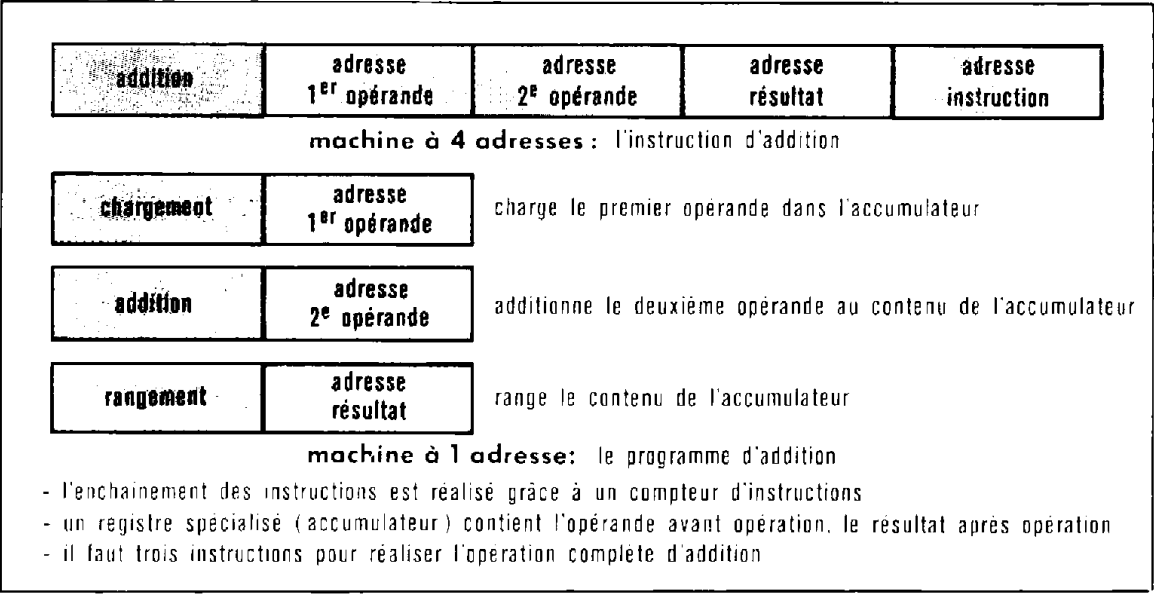 addition
adresse
1er opérande
adresse
2e opérande
adresse
résultat
adresse
instruction
machine à 4 adresses : l'instruction d'addition
chargement
adresse
1er opérande
charge le premier opérande dans l'accumulateur
addition
adresse
2e opérande
additionne le deuxième opérande au contenu de l'accumulateur
rangement
adresse
résultat
range le contenu de l'accumulateur
machine à 1 adresse: le programme d'addition
- l'enchainement des instructions est réalisé grâce à un compteur d'instructions
- un registre spécialisé (accumulateur) contient l'opérande avant opération, le résultat après opération
- il faut trois instructions pour réaliser l'opération complète d'addition